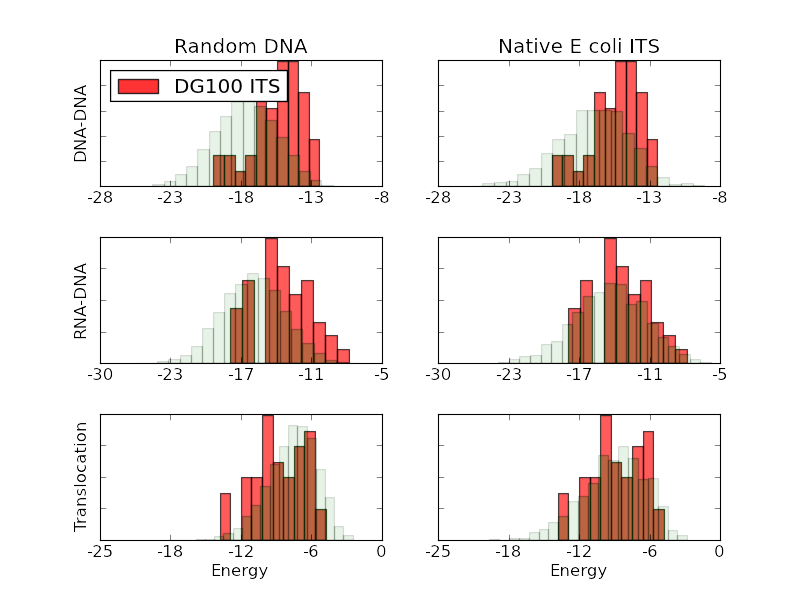 Random DNA
Native E coli ITS
DNA-DNA
DG100 ITS
-28 -23 -18 -13 -8
-28 -23 -18 -13 -8
RNA-DNA
-30 -23 -17 -11 -5
-30 -23 -17 -11 -5
Translocation
-25 -18 -12 -6 0
-25 -18 -12 -6 0
Energy
Energy